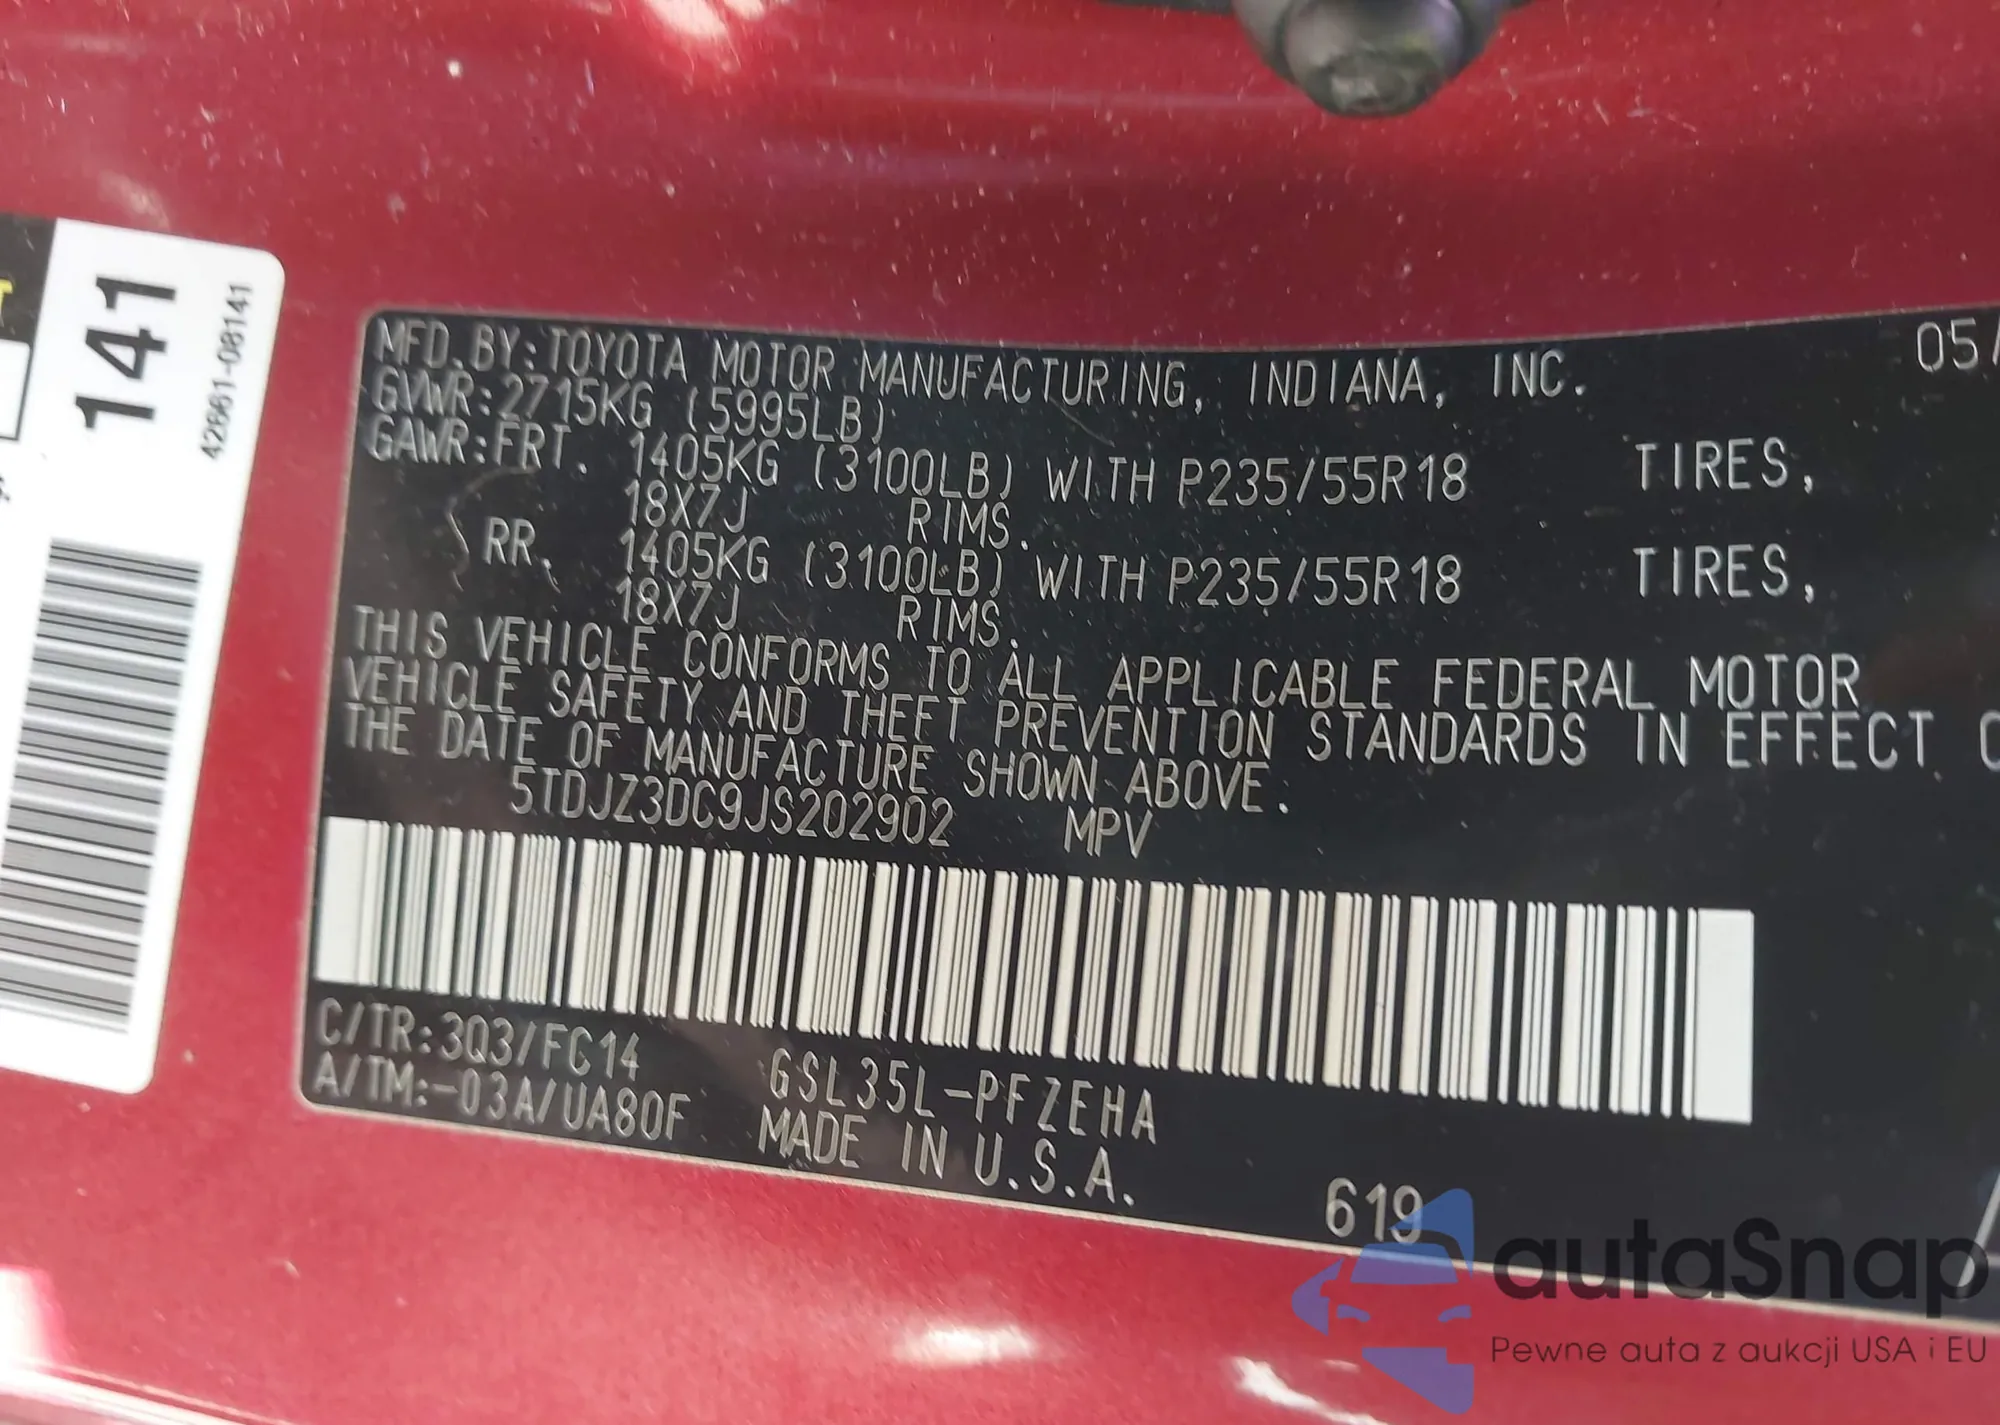 141
42661-08141
MFD. BY: TOYOTA MOTOR MANUFACTURING, INDIANA, INC. 05/
GVWR: 2715KG (5995LB)
GAWR: FRT. 1405KG (3100LB) WITH P235/55R18 TIRES,
18X7J RIMS.
RR. 1405KG (3100LB) WITH P235/55R18 TIRES,
18X7J RIMS.
THIS VEHICLE CONFORMS TO ALL APPLICABLE FEDERAL MOTOR
VEHICLE SAFETY AND THEFT PREVENTION STANDARDS IN EFFECT
THE DATE OF MANUFACTURE SHOWN ABOVE.
5TDJZ3DC9JS202902 MPV
C/TR: 3Q3/FC14 GSL35L-PFZEHA
A/TM: -03A/UA80F MADE IN U.S.A.
619
autaSnap
Pewne auta z aukcji USA i EU